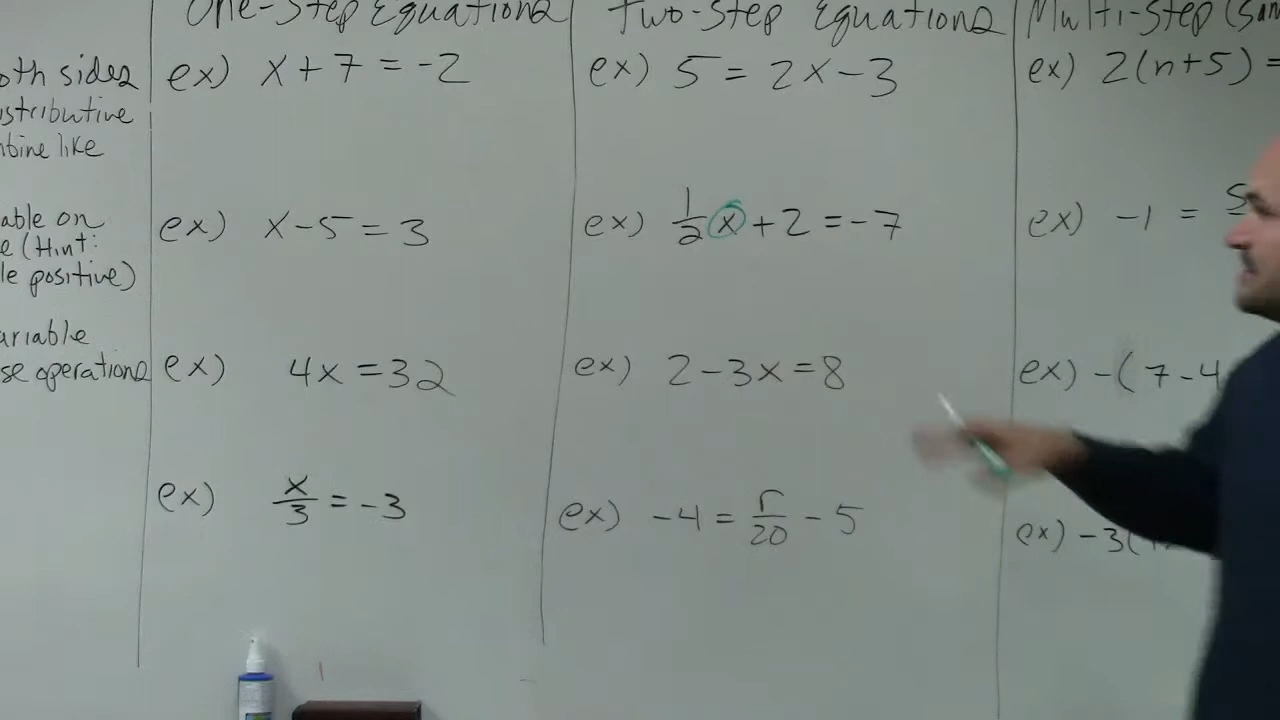 oth sides
istributive
nbine like
able on
e (Hint:
le positive)
ariable
se operations
One-Step Equations
ex) x + 7 = -2
ex) x - 5 = 3
ex) 4x = 32
ex) x/3 = -3
Two-Step Equations
ex) 5 = 2x - 3
ex) 1/2 x + 2 = -7
ex) 2 - 3x = 8
ex) -4 = r/20 - 5
Multi-Step (Sam
ex) 2(n+5) =
ex) -1 = 5
ex) -(7 - 4
ex) -3(